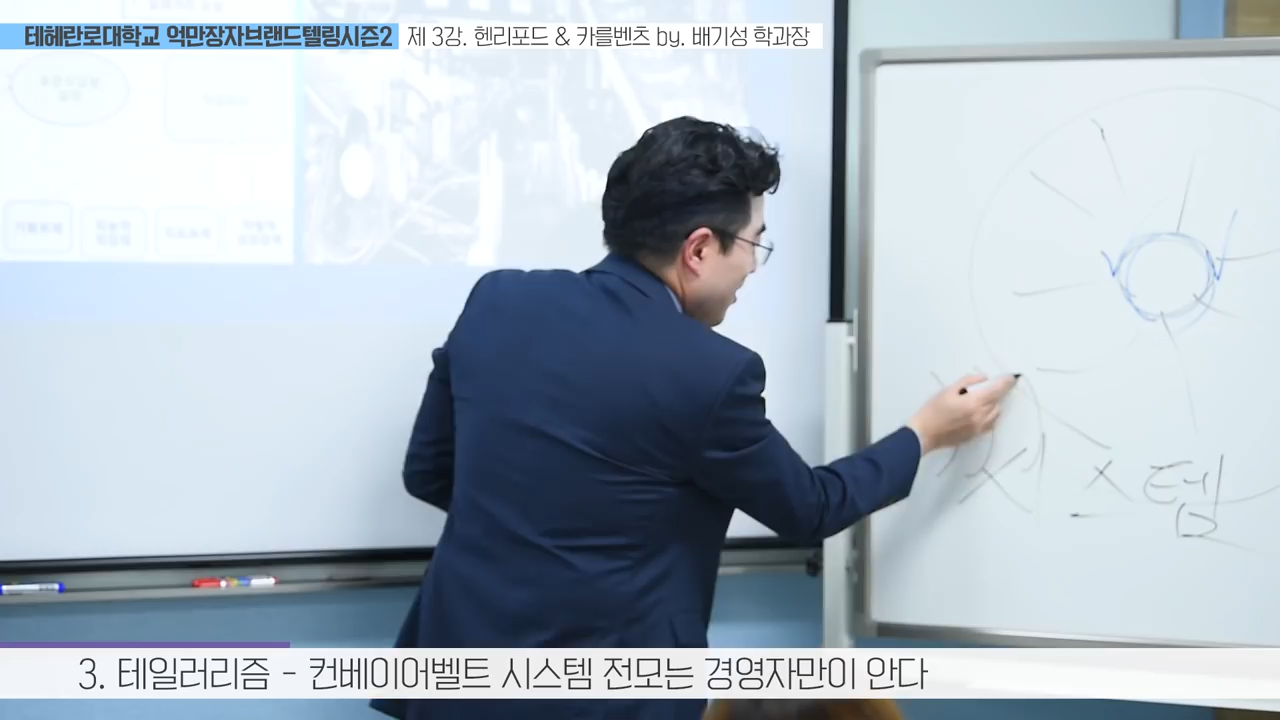 테헤란로대학교 억만장자브랜드텔링시즌2 제 3강. 헨리포드 & 카를벤츠 by. 배기성 학과장
시스템
3. 테일러리즘 - 컨베이어벨트 시스템 전모는 경영자만이 안다